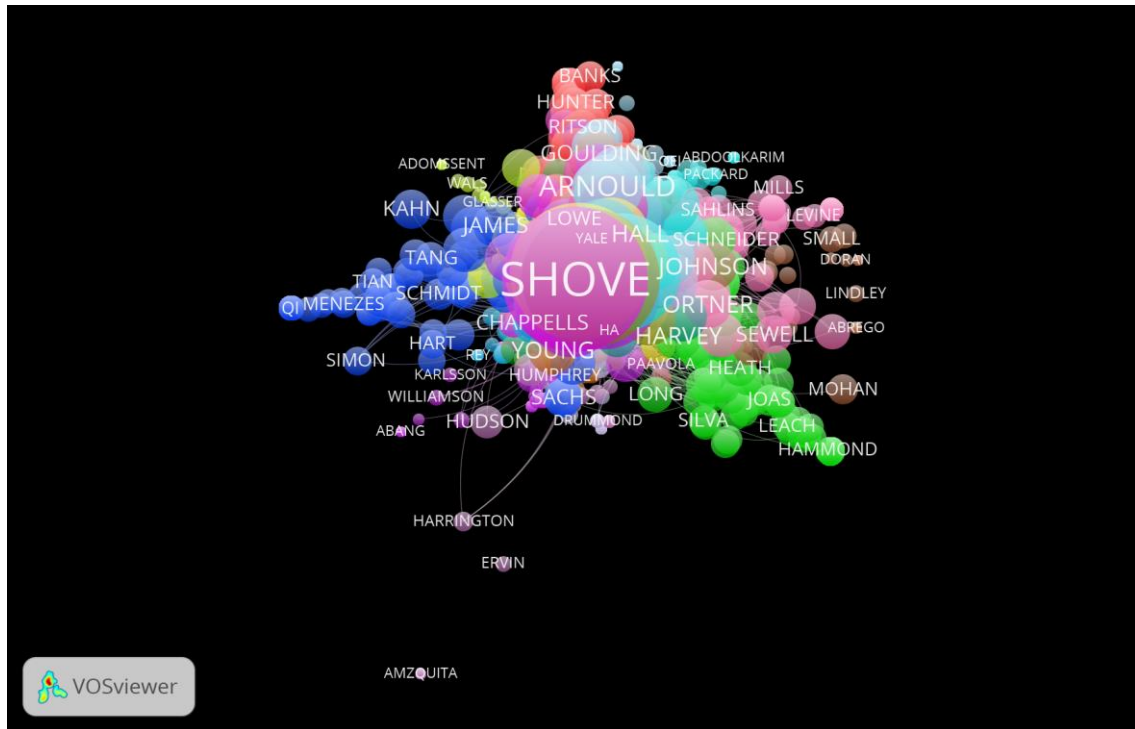 BANKS
HUNTER
RITSON
GOULDING
ABDOOLKARIM
ADOMSSENT
PACKARD
WALS
ARNOULD
MILLS
GLASSER
KAHN
SAHLINS
LEVINE
LOWE
JAMES
HALL
YALE
SCHNEIDER
SMALL
TANG
DORAN
JOHNSON
SHOVE
TIAN
SCHMIDT
LINDLEY
QI
MENEZES
ORTNER
CHAPPELLS
ABREGO
HA
HARVEY
SEWELL
HART
YOUNG
REY
SIMON
PAAVOLA
HEATH
KARLSSON
HUMPHREY
MOHAN
WILLIAMSON
SACHS
LONG
JOAS
HUDSON
DRUMMOND
SILVA
LEACH
ABANG
HAMMOND
HARRINGTON
ERVIN
AMZQUITA
VOSviewer